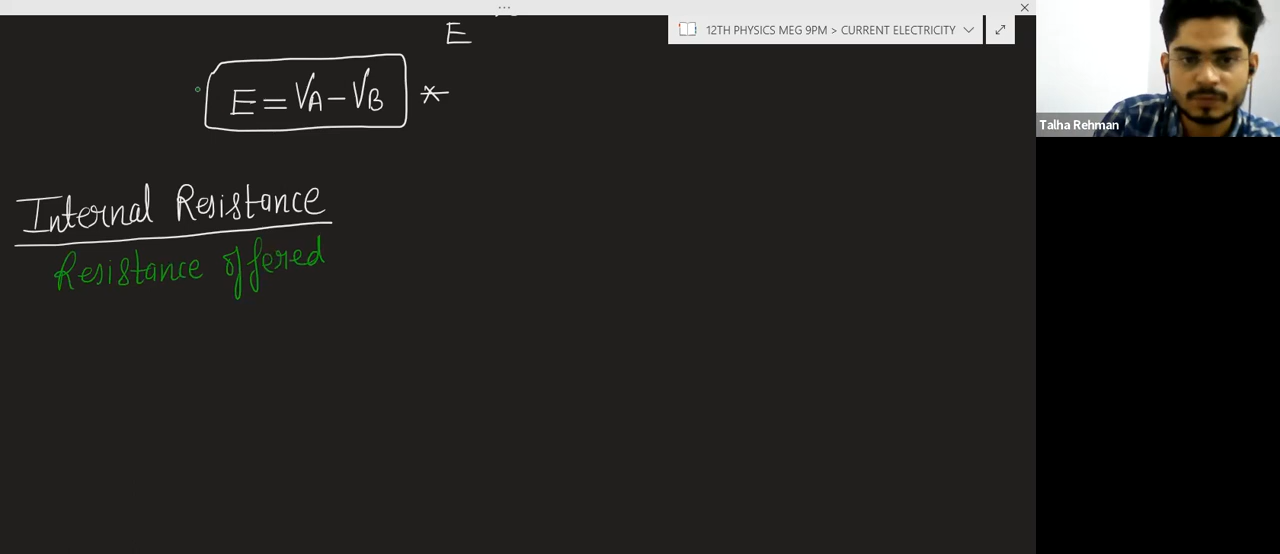 E
12TH PHYSICS MEG 9PM > CURRENT ELECTRICITY
E = VA - VB *
Talha Rehman
Internal Resistance
Resistance offered